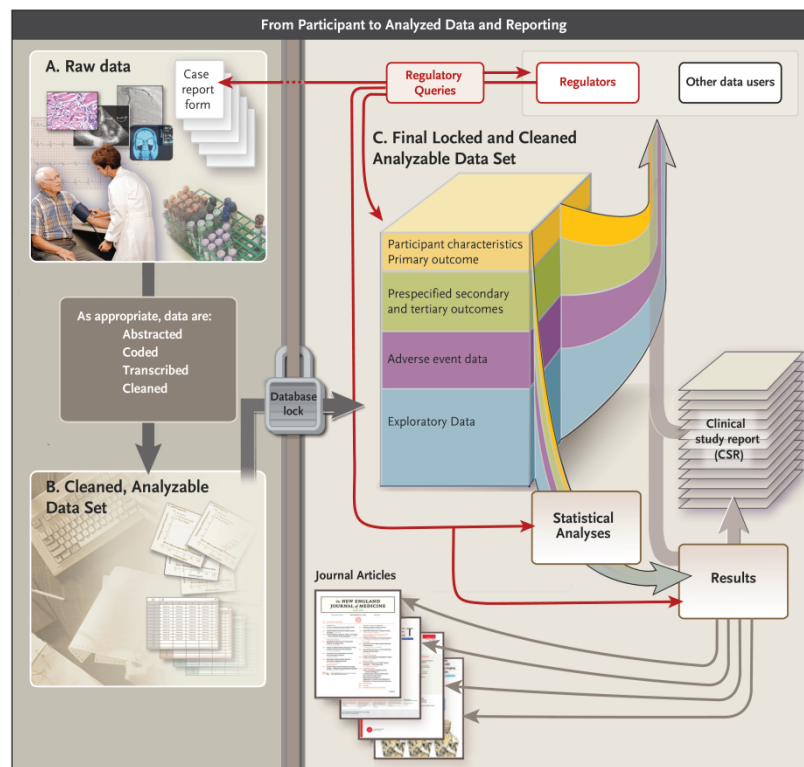 From Participant to Analyzed Data and Reporting
A. Raw data
Case
report
form
Regulatory
Queries
Regulators
Other data users
C. Final Locked and Cleaned
Analyzable Data Set
Participant characteristics
Primary outcome
Prespecified secondary
and tertiary outcomes
Adverse event data
Exploratory Data
As appropriate, data are:
Abstracted
Coded
Transcribed
Cleaned
Database
lock
B. Cleaned, Analyzable
Data Set
Clinical
study report
(CSR)
Statistical
Analyses
Results
Journal Articles
The NEW ENGLAND
JOURNAL of MEDICINE
ET